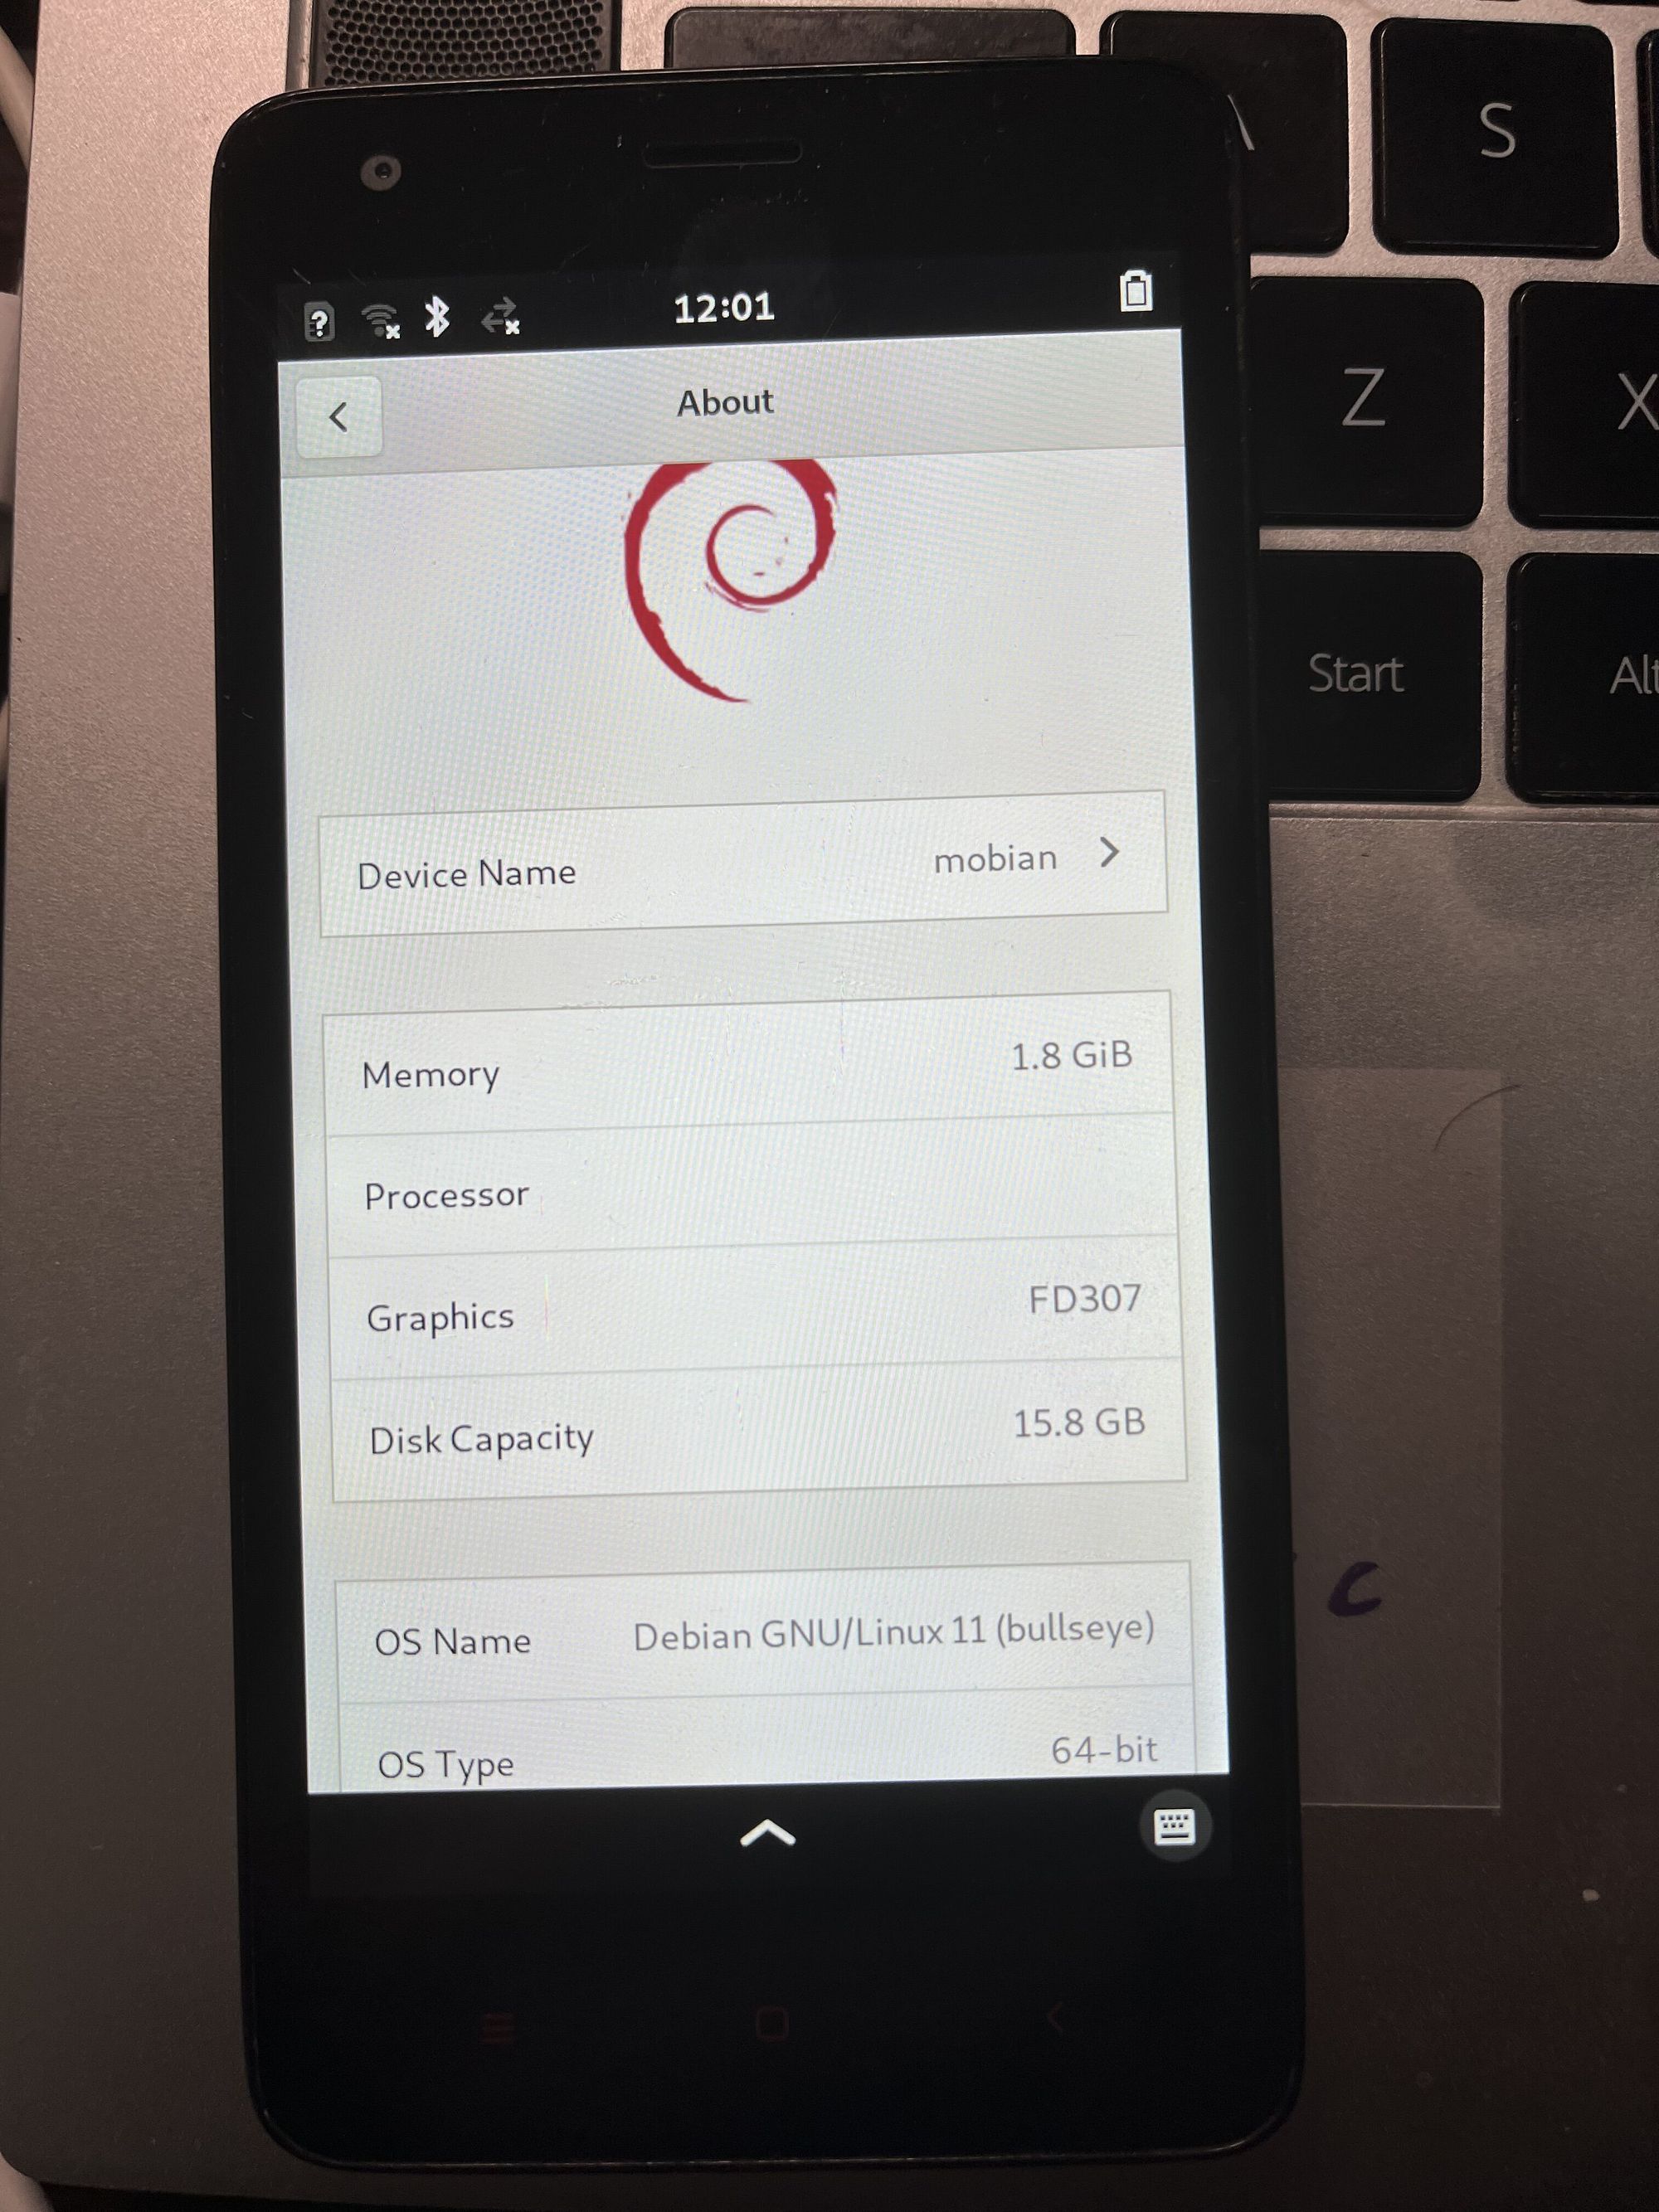 S
12:01
About
Z
X
Start
Alt
Device Name mobian
Memory 1.8 GiB
Processor
Graphics FD307
Disk Capacity 15.8 GB
C
OS Name Debian GNU/Linux 11 (bullseye)
OS Type 64-bit